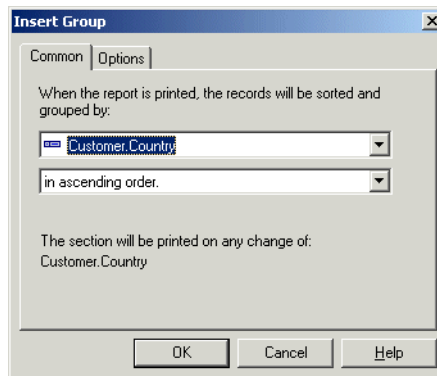 Insert Group
Common Options
When the report is printed, the records will be sorted and
grouped by:
Customer.Country
in ascending order.
The section will be printed on any change of:
Customer.Country
OK Cancel Help